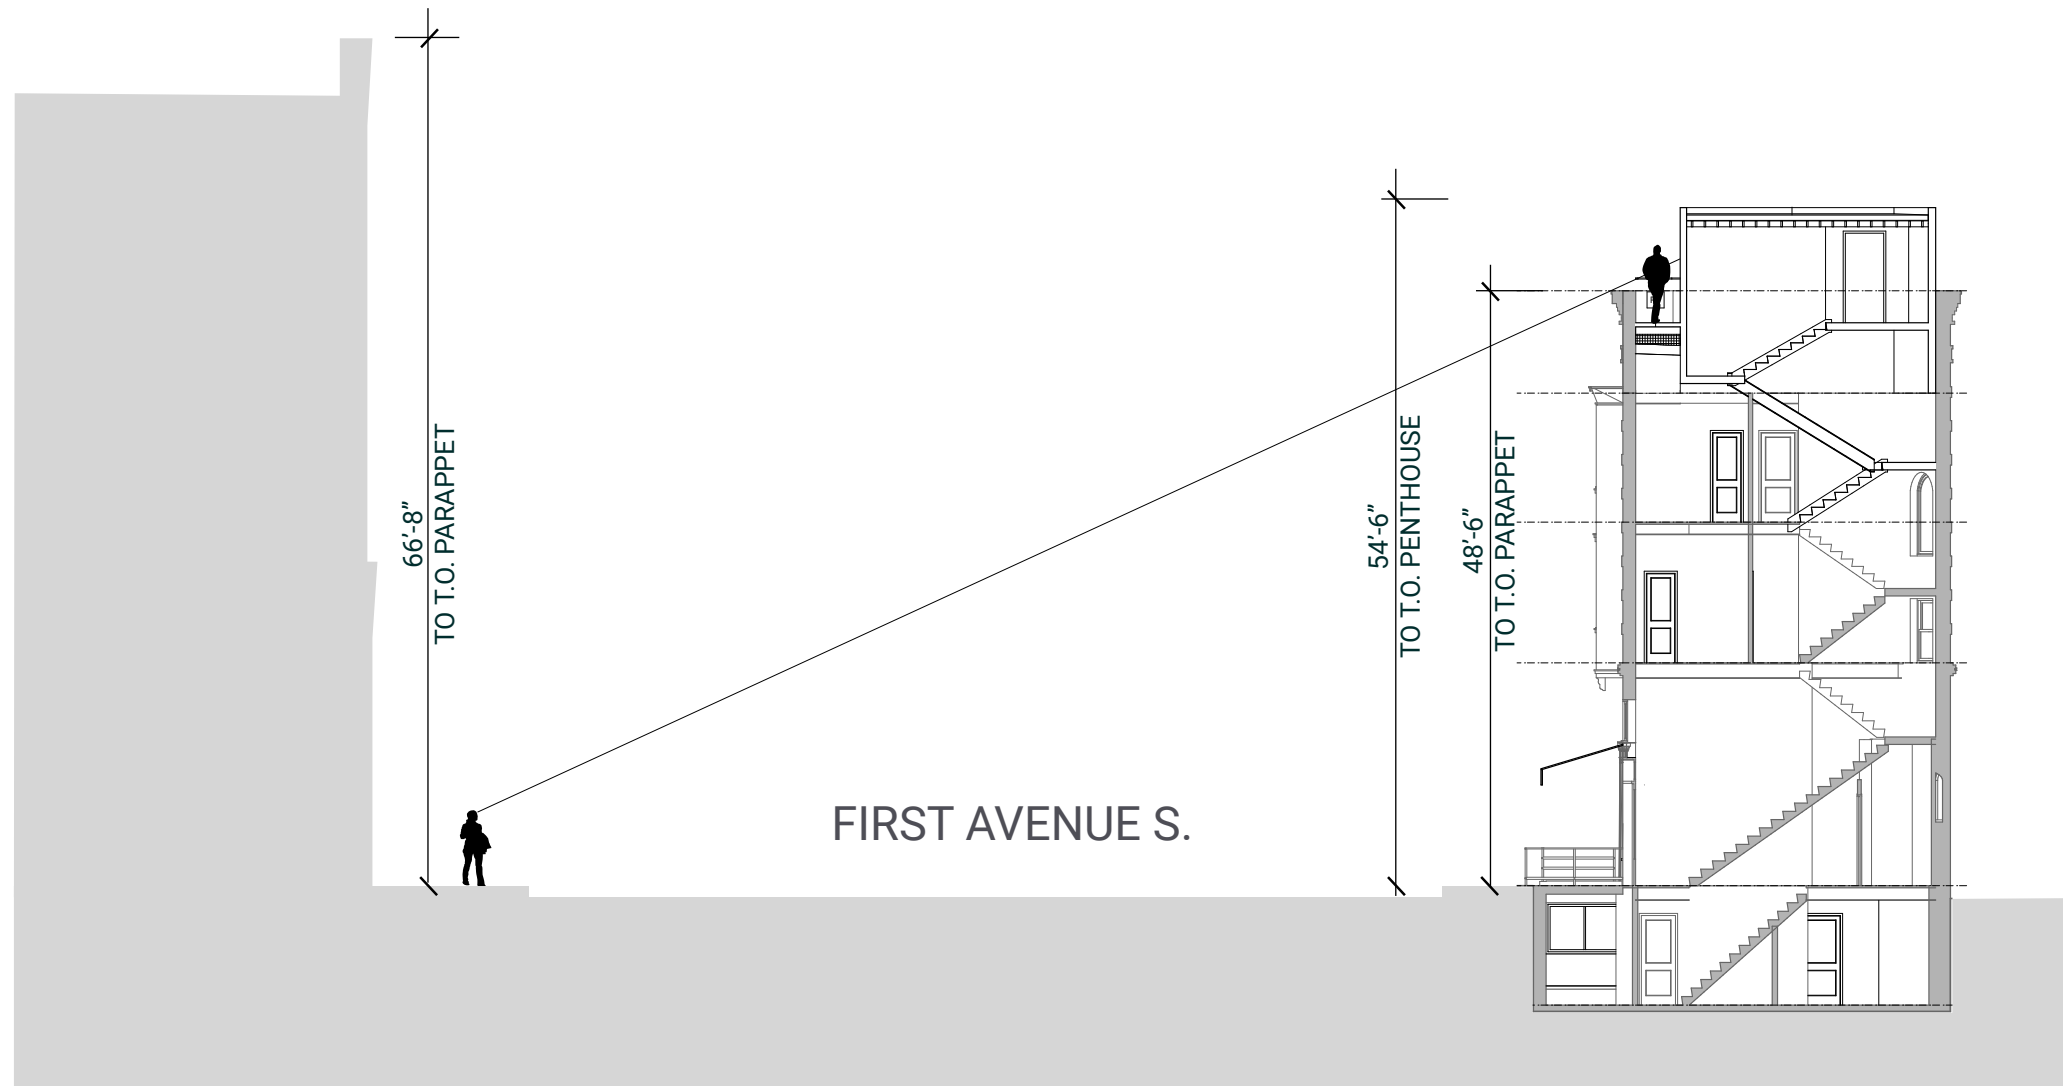 66’-8”
TO T.O. PARAPPET
54’-6”
TO T.O. PENTHOUSE
48’-6”
TO T.O. PARAPPET
FIRST AVENUE S.